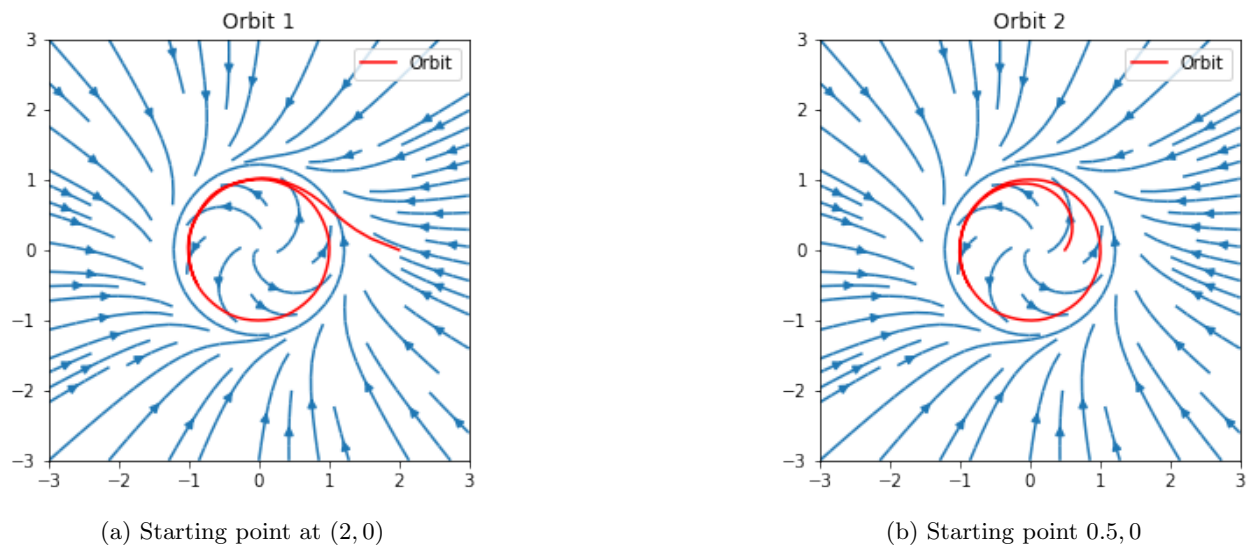 Orbit 1
Orbit
3
2
1
0
−1
−2
−3
−3 −2 −1 0 1 2 3
(a) Starting point at (2, 0)
Orbit 2
Orbit
3
2
1
0
−1
−2
−3
−3 −2 −1 0 1 2 3
(b) Starting point 0.5, 0